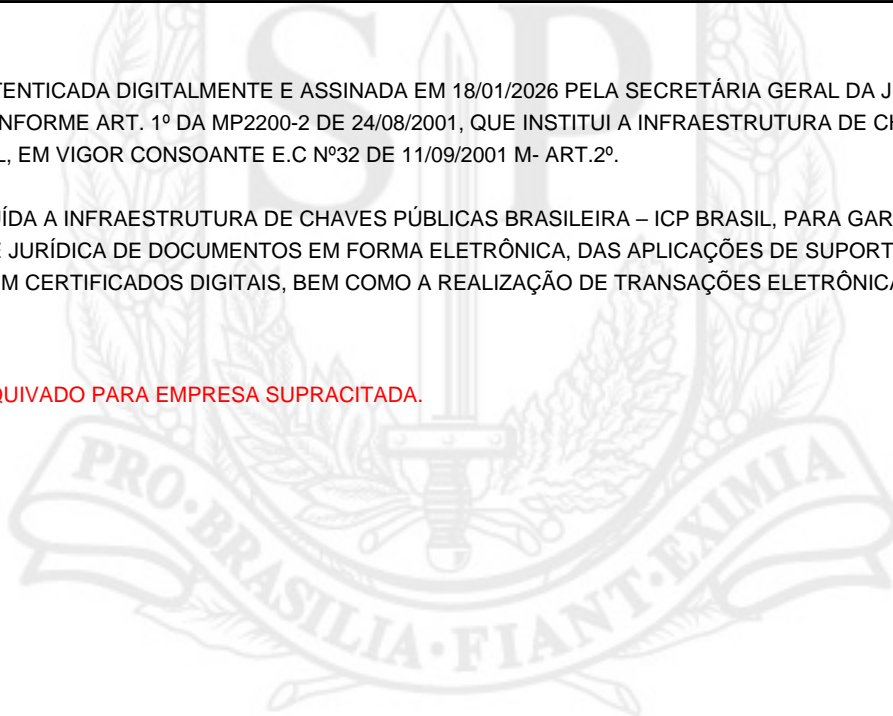 TENTICADA DIGITALMENTE E ASSINADA EM 18/01/2026 PELA SECRETÁRIA GERAL DA J
NFORME ART. 1º DA MP2200-2 DE 24/08/2001, QUE INSTITUI A INFRAESTRUTURA DE CH
L, EM VIGOR CONSOANTE E.C Nº32 DE 11/09/2001 M- ART.2º.
UÍDA A INFRAESTRUTURA DE CHAVES PÚBLICAS BRASILEIRA – ICP BRASIL, PARA GAR
E JURÍDICA DE DOCUMENTOS EM FORMA ELETRÔNICA, DAS APLICAÇÕES DE SUPORT
M CERTIFICADOS DIGITAIS, BEM COMO A REALIZAÇÃO DE TRANSAÇÕES ELETRÔNICA
QUIVADO PARA EMPRESA SUPRACITADA.
SP
PRO·BRASILIA·FIANT·EXIMIA